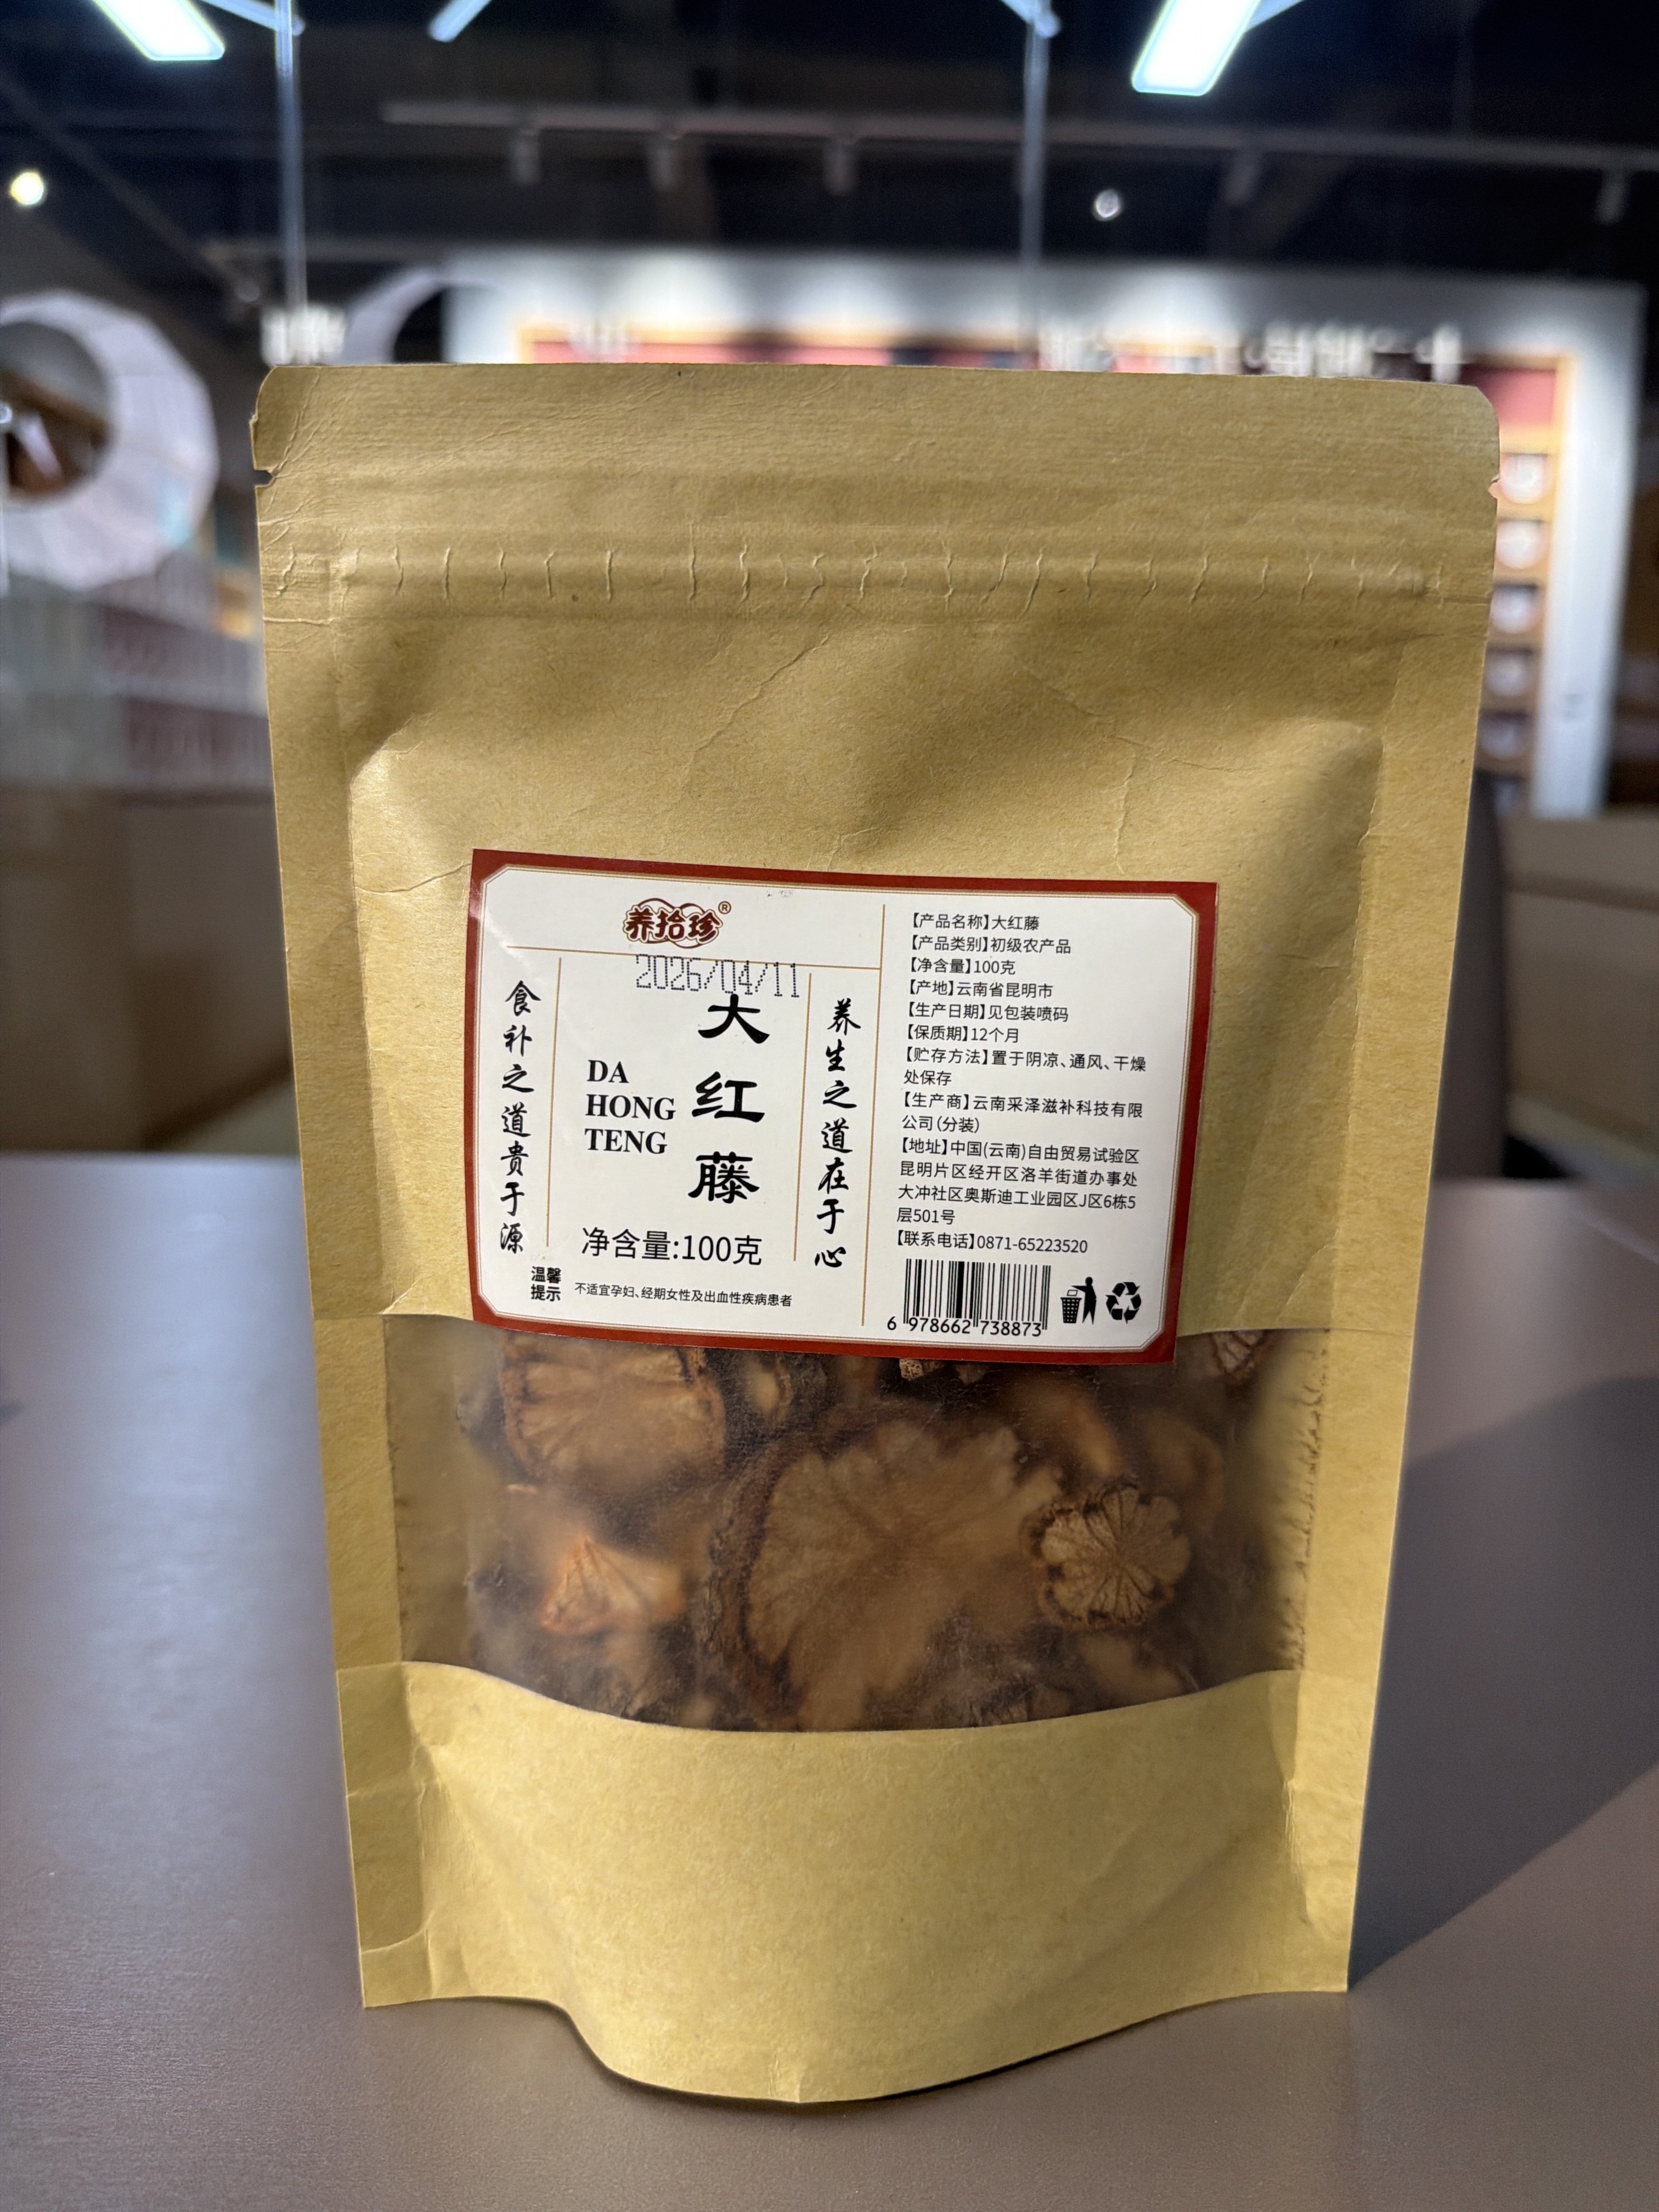 养拾珍®
2026/04/11
食补之道贵于源
DA
HONG
TENG
大红藤
养生之道在于心
净含量:100克
温馨
提示
不适宜孕妇、经期女性及出血性疾病患者
【产品名称】大红藤
【产品类别】初级农产品
【净含量】100克
【产地】云南省昆明市
【生产日期】见包装喷码
【保质期】12个月
【贮存方法】置于阴凉、通风、干燥
处保存
【生产商】云南采泽滋补科技有限
公司(分装)
【地址】中国(云南)自由贸易试验区
昆明片区经开区洛羊街道办事处
大冲社区奥斯迪工业园区J区6栋5
层501号
【联系电话】0871-65223520
6 978662 738873